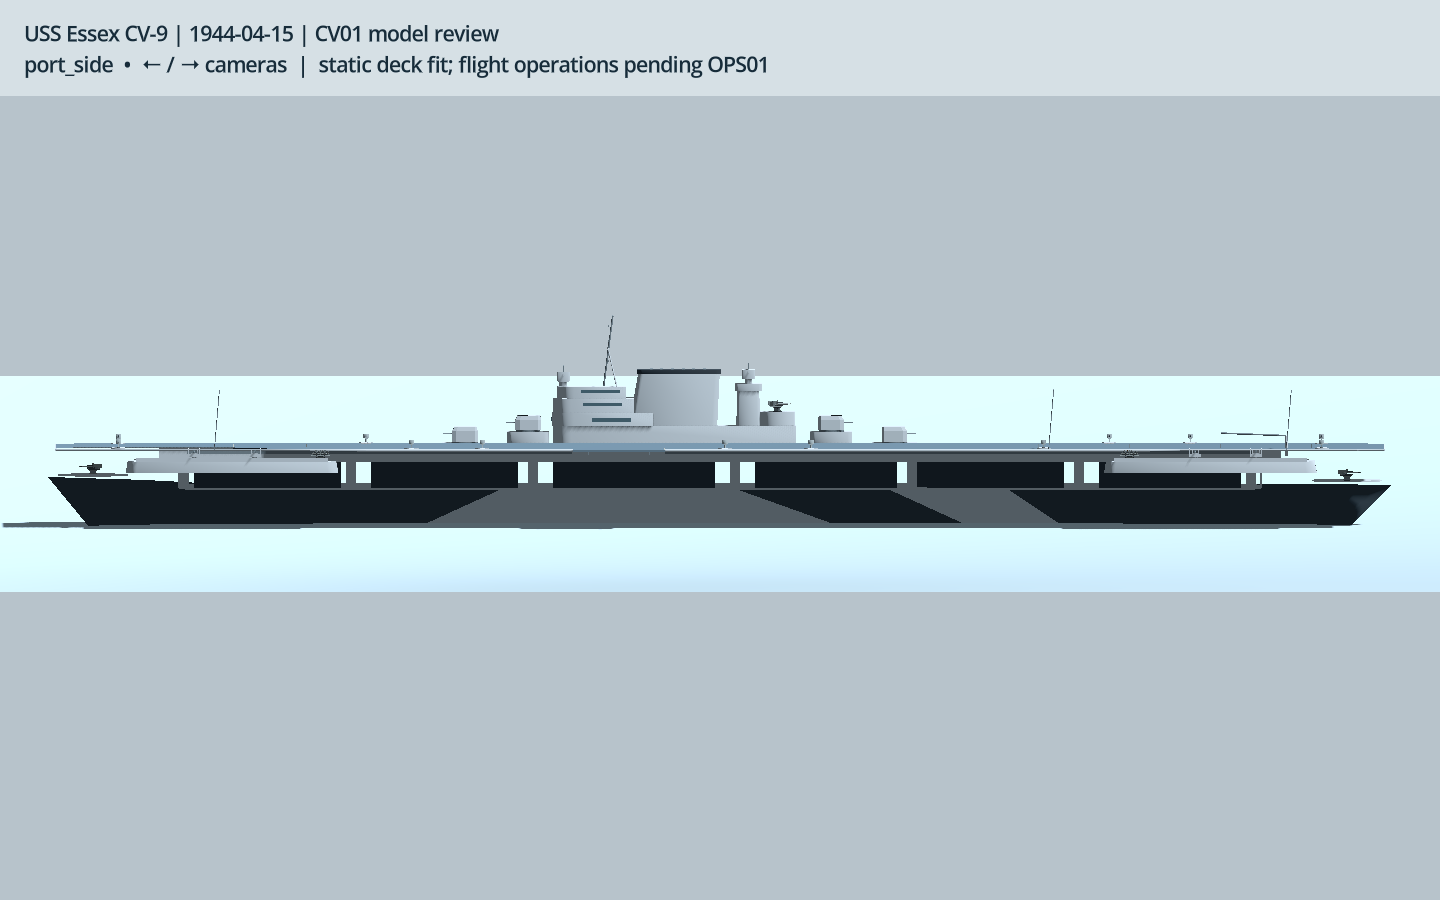 USS Essex CV-9 | 1944-04-15 | CV01 model review
port_side • ← / → cameras | static deck fit; flight operations pending OPS01